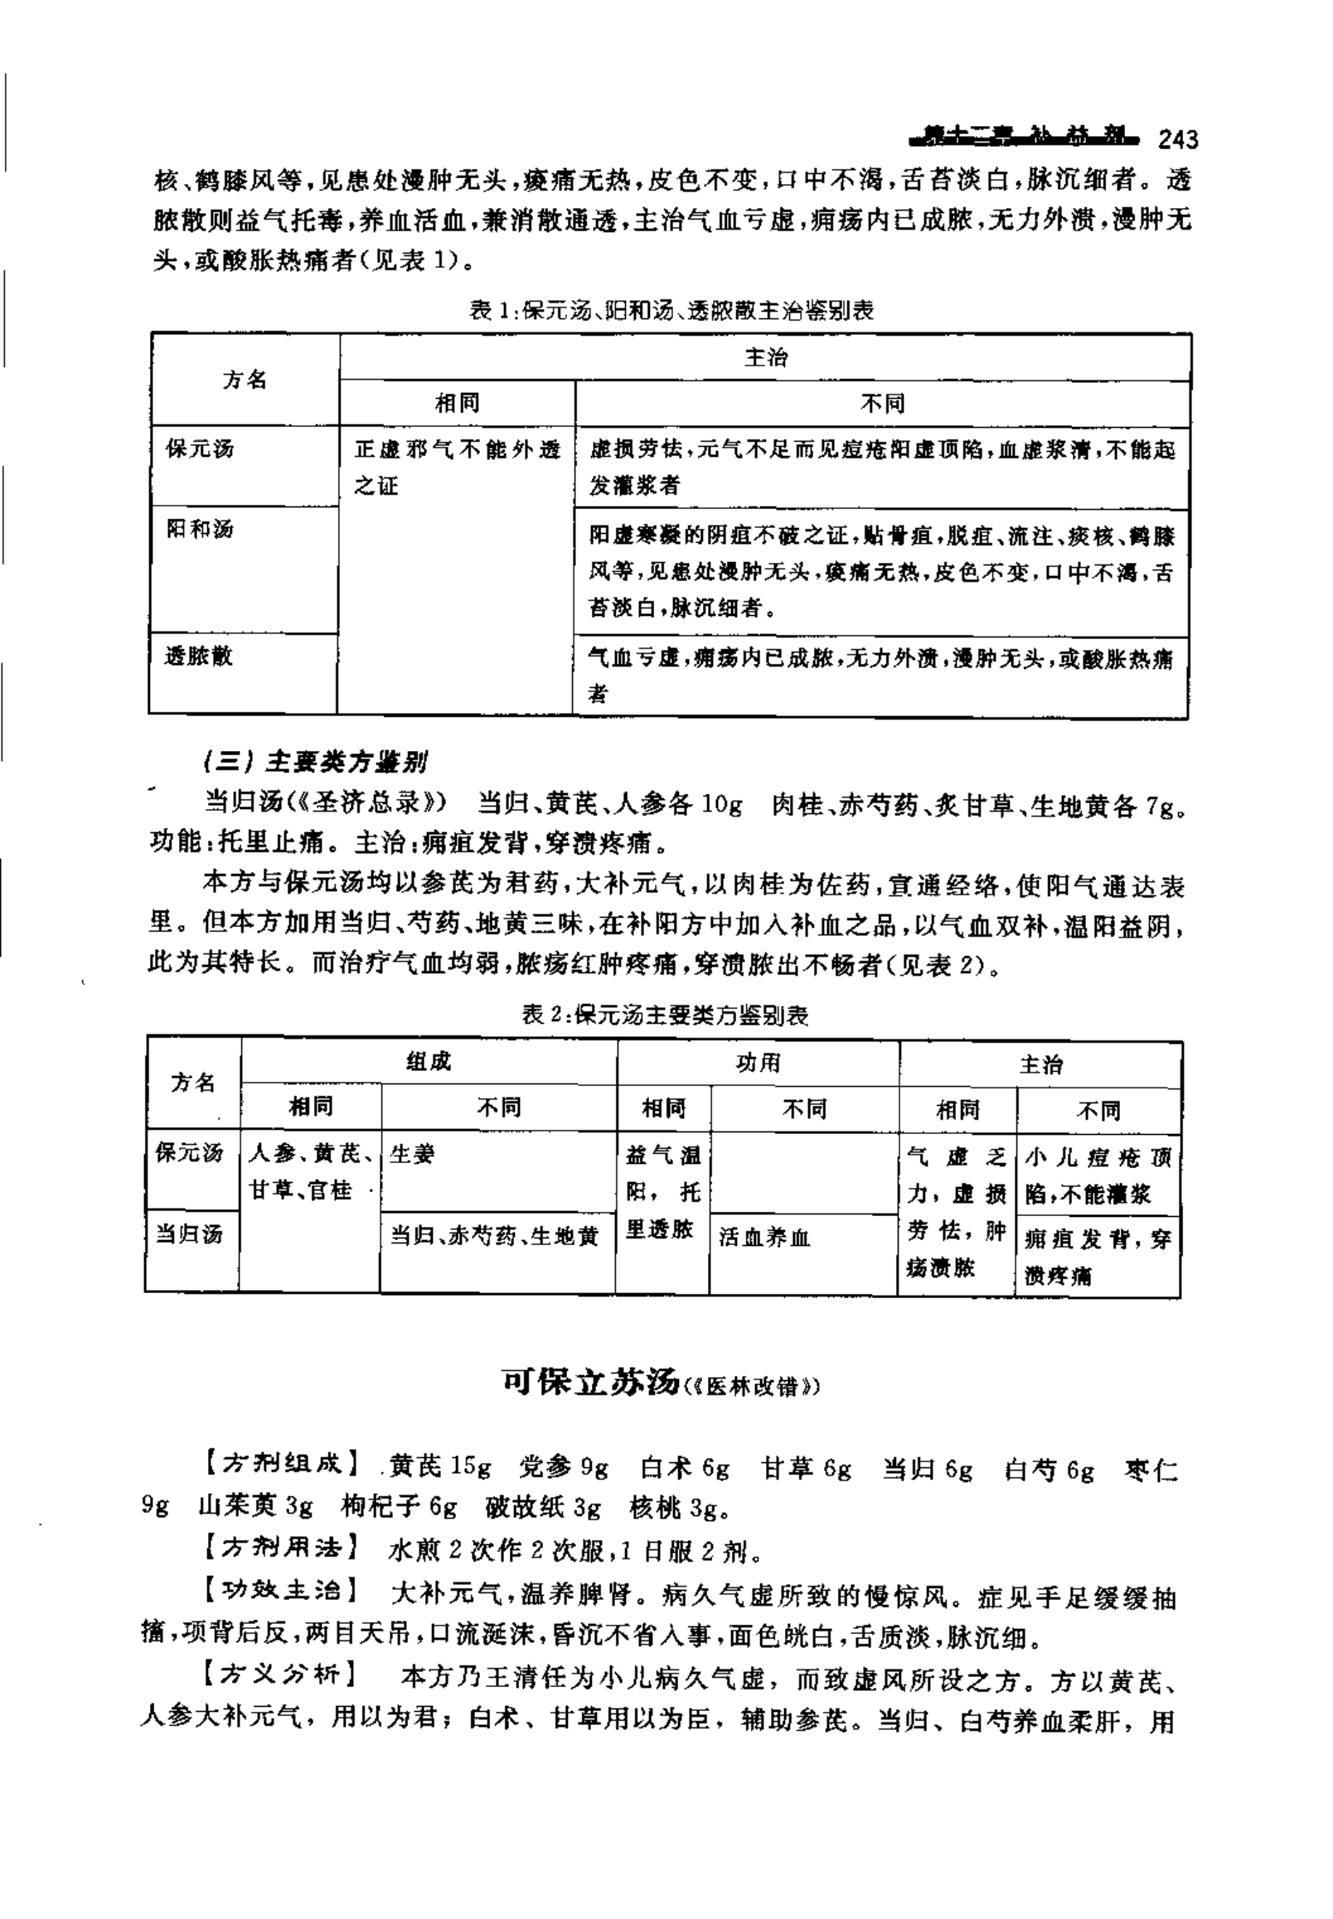 第十二章 补益剂 243
核、鹤膝风等,见患处漫肿无头,痠痛无热,皮色不变,口中不渴,舌苔淡白,脉沉细者。透
脓散则益气托毒,养血活血,兼消散通透,主治气血亏虚,痈疡内已成脓,无力外溃,漫肿无
头,或酸胀热痛者(见表 1)。
表 1:保元汤、阳和汤、透脓散主治鉴别表
方名 主治
相同 不同
保元汤 正虚邪气不能外透 虚损劳怯,元气不足而见痘疮阳虚顶陷,血虚浆清,不能起
之证 发灌浆者
阳和汤 阳虚寒凝的阴疽不破之证,贴骨疽,脱疽、流注、痰核、鹤膝
风等,见患处漫肿无头,痠痛无热,皮色不变,口中不渴,舌
苔淡白,脉沉细者。
透脓散 气血亏虚,痈疡内已成脓,无力外溃,漫肿无头,或酸胀热痛
者
(三)主要类方鉴别
当归汤(《圣济总录》) 当归、黄芪、人参各 10g 肉桂、赤芍药、炙甘草、生地黄各 7g。
功能:托里止痛。主治:痈疽发背,穿溃疼痛。
本方与保元汤均以参芪为君药,大补元气,以肉桂为佐药,宣通经络,使阳气通达表
里。但本方加用当归、芍药、地黄三味,在补阳方中加入补血之品,以气血双补,温阳益阴,
此为其特长。而治疗气血均弱,脓疡红肿疼痛,穿溃脓出不畅者(见表 2)。
表 2:保元汤主要类方鉴别表
方名 组成 功用 主治
相同 不同 相同 不同 相同 不同
保元汤 人参、黄芪、 生姜 益气温 气虚乏 小儿痘疮顶
甘草、官桂 阳,托 力,虚损 陷,不能灌浆
当归汤 当归、赤芍药、生地黄 里透脓 活血养血 劳怯,肿 痈疽发背,穿
疡溃脓 溃疼痛
可保立苏汤(《医林改错》)
【方剂组成】 黄芪 15g 党参 9g 白术 6g 甘草 6g 当归 6g 白芍 6g 枣仁
9g 山茱萸 3g 枸杞子 6g 破故纸 3g 核桃 3g。
【方剂用法】 水煎 2 次作 2 次服,1 日服 2 剂。
【功效主治】 大补元气,温养脾肾。病久气虚所致的慢惊风。症见手足缓缓抽
搐,项背后反,两目天吊,口流涎沫,昏沉不省人事,面色㿠白,舌质淡,脉沉细。
【方义分析】 本方乃王清任为小儿病久气虚,而致虚风所设之方。方以黄芪、
人参大补元气,用以为君;白术、甘草用以为臣,辅助参芪。当归、白芍养血柔肝,用